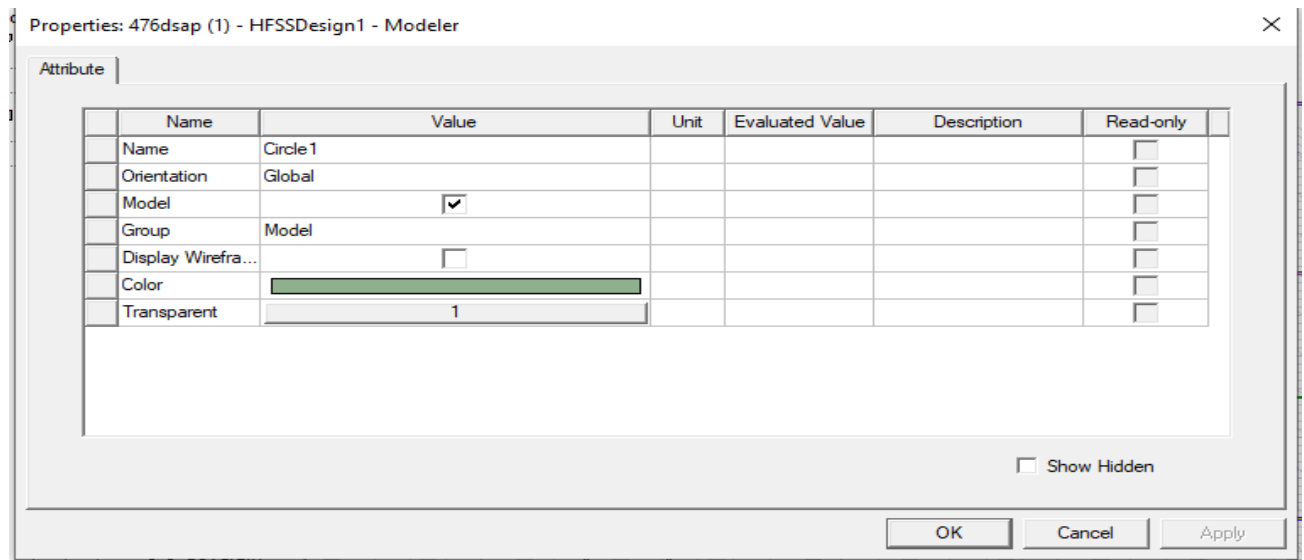 Properties: 476dsap (1) - HFSSDesign1 - Modeler
Attribute
Name Value Unit Evaluated Value Description Read-only
Name Circle1
Orientation Global
Model
Group Model
Display Wirefra...
Color
Transparent 1
Show Hidden
OK Cancel Apply